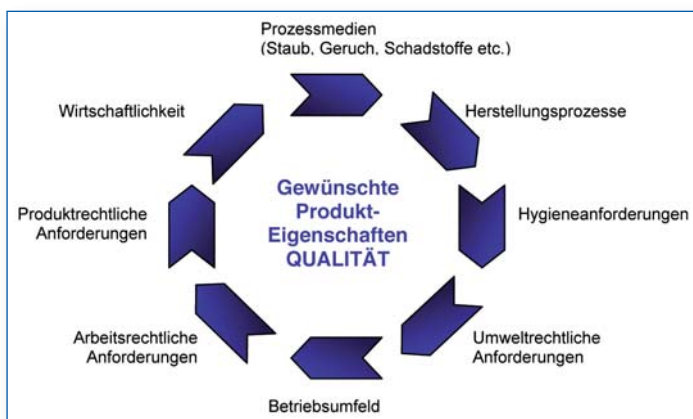 Prozessmedien
(Staub, Geruch, Schadstoffe etc.)
Herstellungsprozesse
Hygieneanforderungen
Umweltrechtliche
Anforderungen
Betriebsumfeld
Arbeitsrechtliche
Anforderungen
Produktrechtliche
Anforderungen
Wirtschaftlichkeit
Gewünschte
Produkt-
Eigenschaften
QUALITÄT